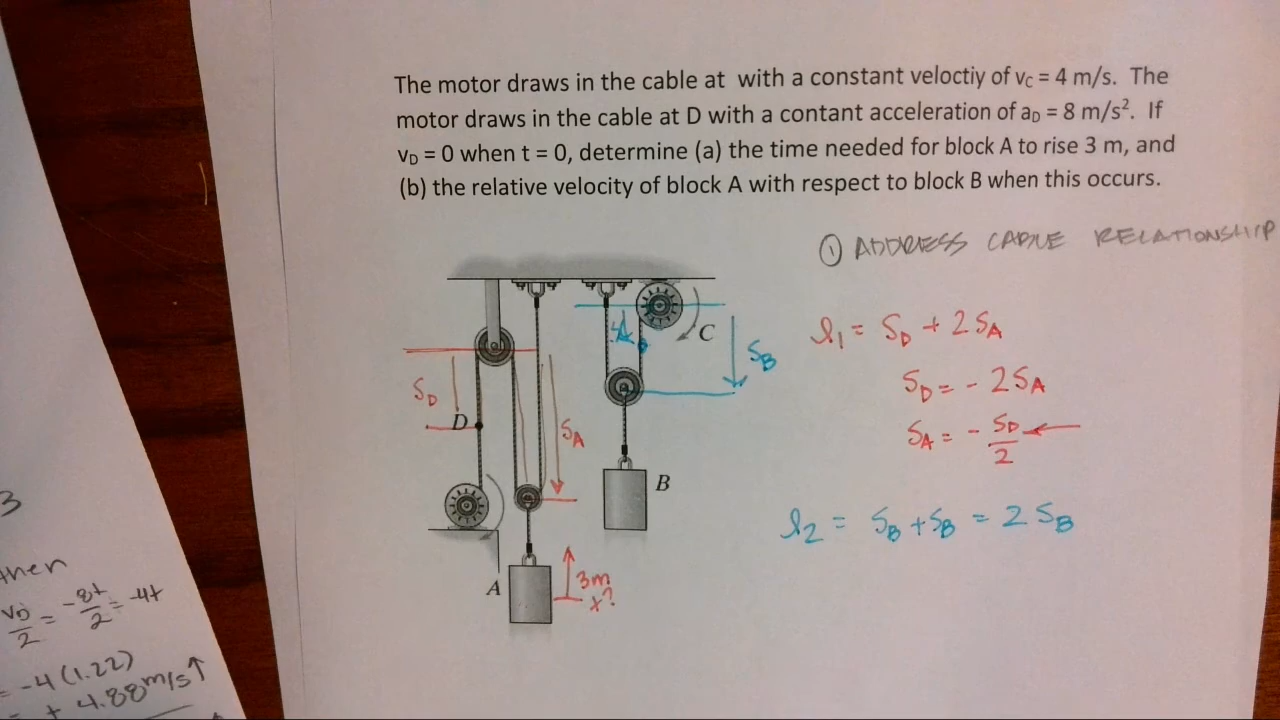 The motor draws in the cable at with a constant veloctiy of vC = 4 m/s. The
motor draws in the cable at D with a contant acceleration of aD = 8 m/s². If
vD = 0 when t = 0, determine (a) the time needed for block A to rise 3 m, and
(b) the relative velocity of block A with respect to block B when this occurs.
① ADDRESS CABLE RELATIONSHIP
C
SB
l1 = SD + 2SA
SD
D
SA
SD = - 2SA
SA = - SD/2
B
l2 = SB + SB = 2SB
A
3m
x?
3
then
vD/2 = -8t/2 = -4t
= -4(1.22)
= + 4.88 m/s ↑